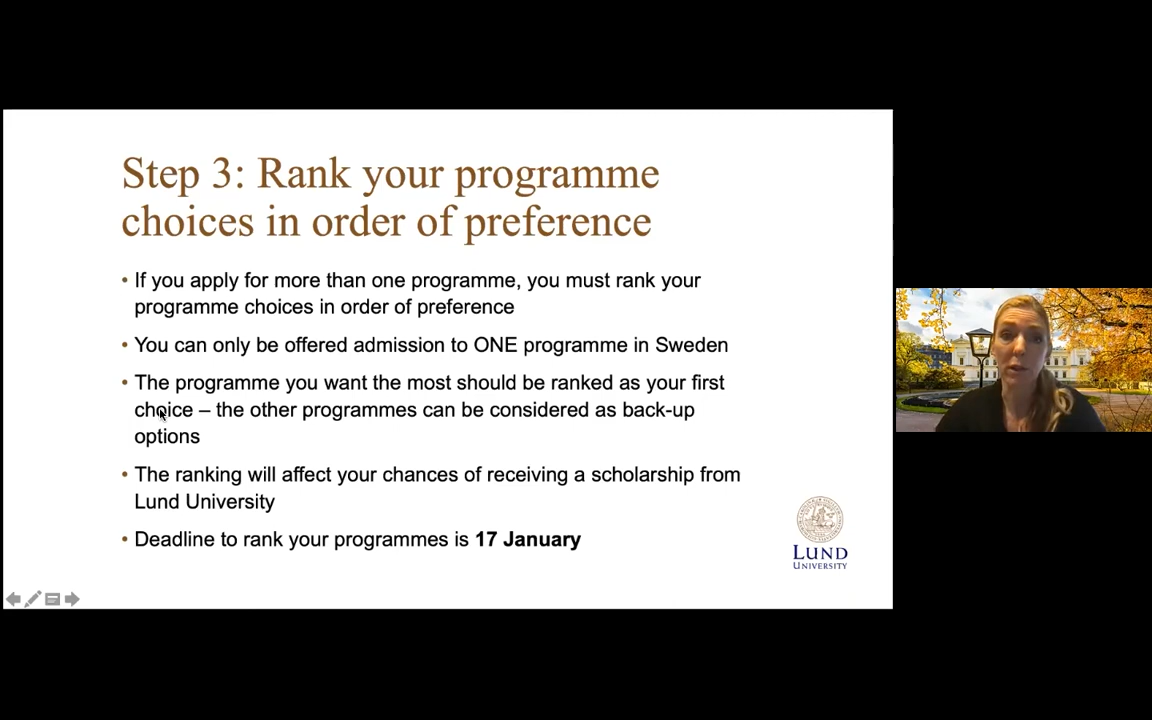 Step 3: Rank your programme
choices in order of preference
• If you apply for more than one programme, you must rank your
programme choices in order of preference
• You can only be offered admission to ONE programme in Sweden
• The programme you want the most should be ranked as your first
choice – the other programmes can be considered as back-up
options
• The ranking will affect your chances of receiving a scholarship from
Lund University
• Deadline to rank your programmes is 17 January
LUND
UNIVERSITY